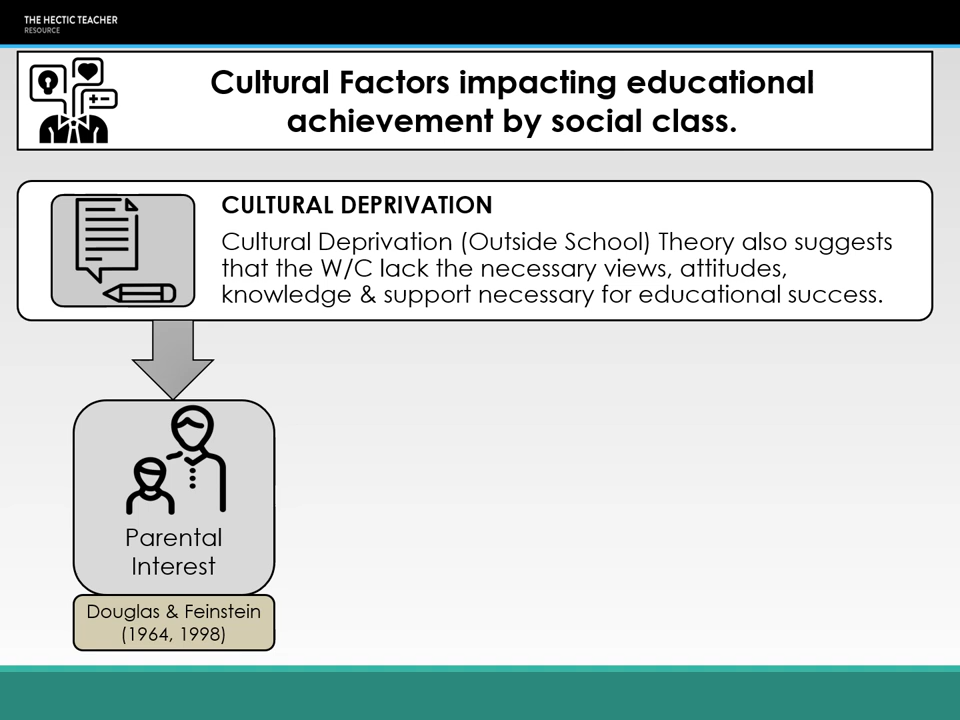 THE HECTIC TEACHER
RESOURCE
Cultural Factors impacting educational
achievement by social class.
CULTURAL DEPRIVATION
Cultural Deprivation (Outside School) Theory also suggests
that the W/C lack the necessary views, attitudes,
knowledge & support necessary for educational success.
Parental
Interest
Douglas & Feinstein
(1964, 1998)